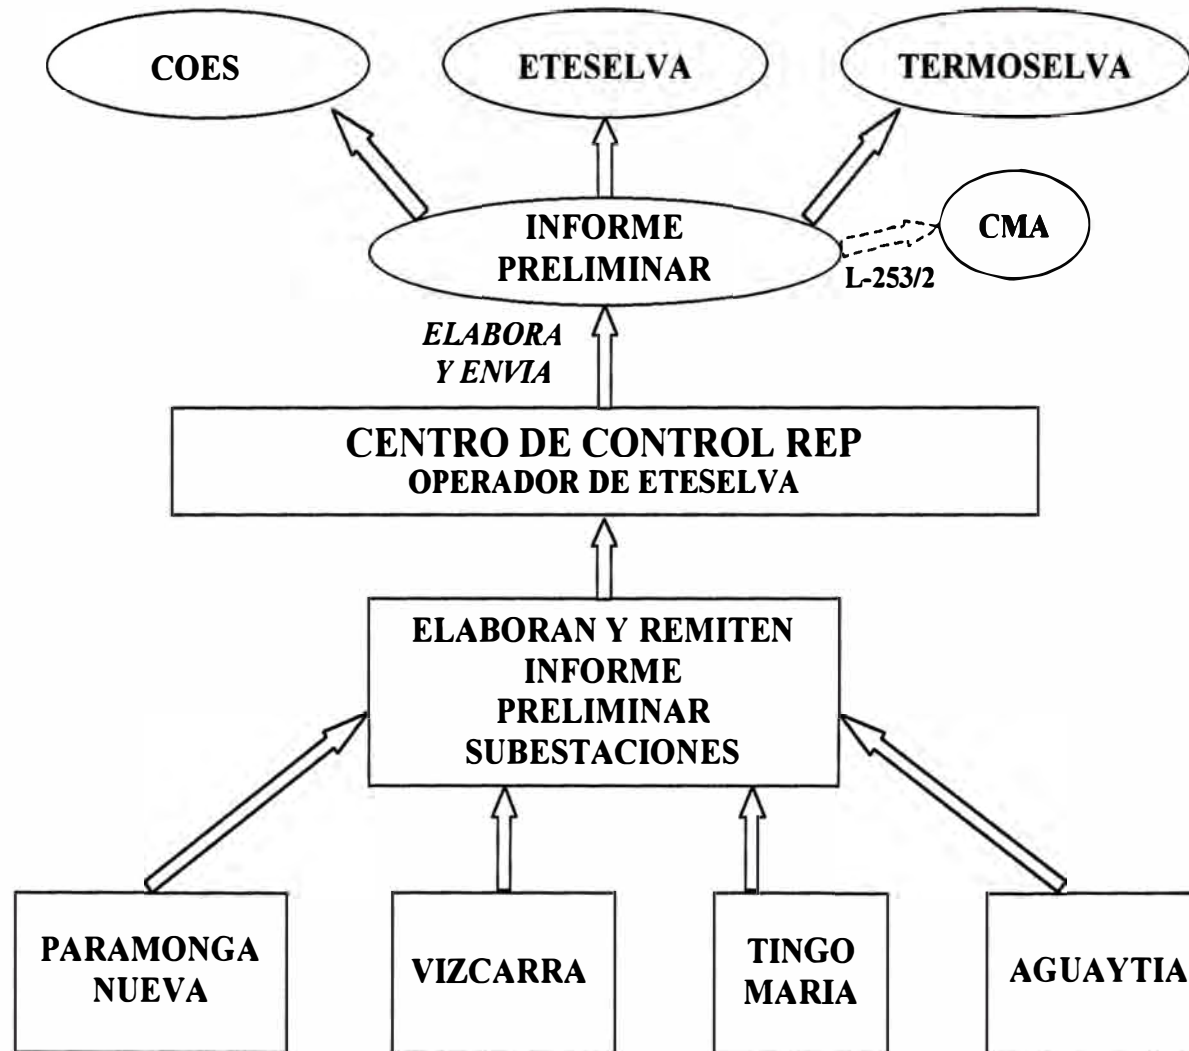 COES
ETESELVA
TERMOSELVA
INFORME
PRELIMINAR
CMA
L-253/2
ELABORA
Y ENVIA
CENTRO DE CONTROL REP
OPERADOR DE ETESELVA
ELABORAN Y REMITEN
INFORME
PRELIMINAR
SUBESTACIONES
PARAMONGA
NUEVA
VIZCARRA
TINGO
MARIA
AGUAYTIA